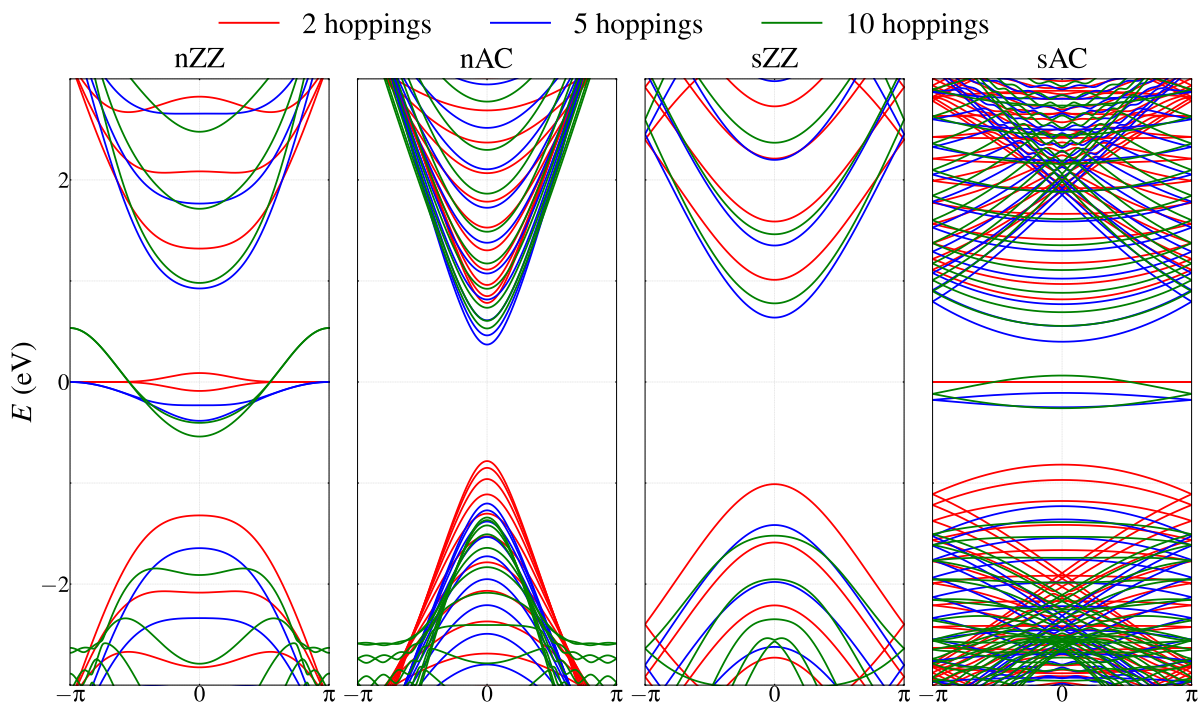 2 hoppings 5 hoppings 10 hoppings
nZZ nAC sZZ sAC
2
0
−2
E (eV)
−π 0 π −π 0 π −π 0 π −π 0 π